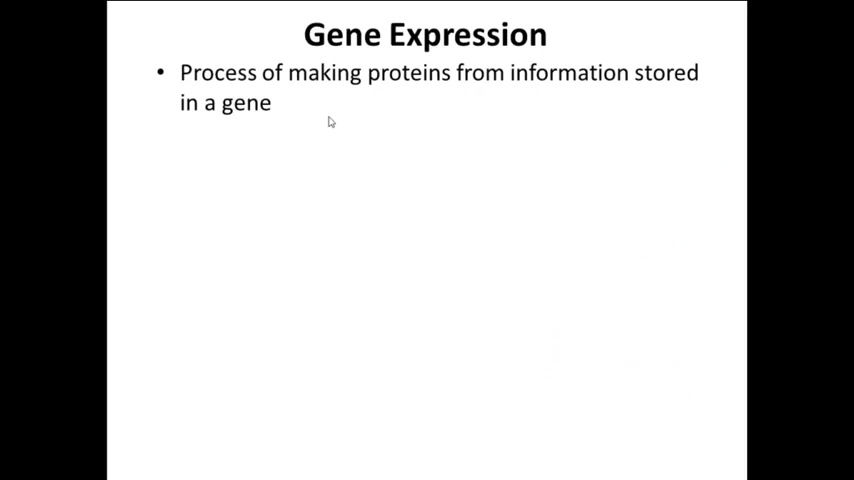 Gene Expression
• Process of making proteins from information stored
in a gene